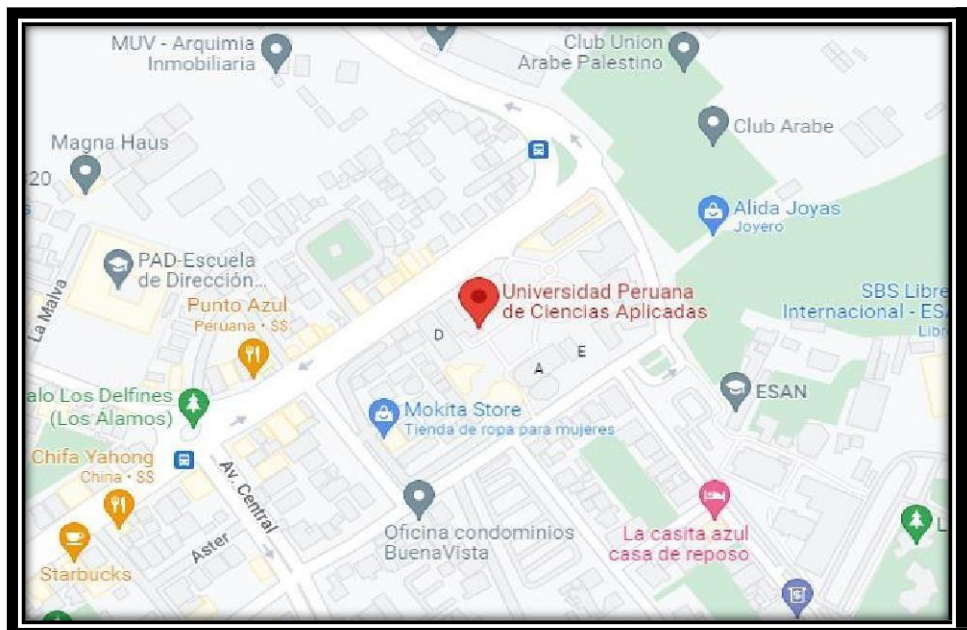 MUV - Arquimia
Inmobiliaria
Club Union
Arabe Palestino
Club Arabe
Magna Haus
20
Alida Joyas
Joyero
PAD-Escuela
de Dirección...
La Malva
Punto Azul
Peruana · SS
Universidad Peruana
de Ciencias Aplicadas
SBS Libre
Internacional - ESA
Libr
D
E
A
ESAN
alo Los Delfines
(Los Álamos)
Mokita Store
Tienda de ropa para mujeres
Chifa Yahong
China · SS
Av. Central
Aster
Oficina condominios
BuenaVista
La casita azul
casa de reposo
L
Starbucks